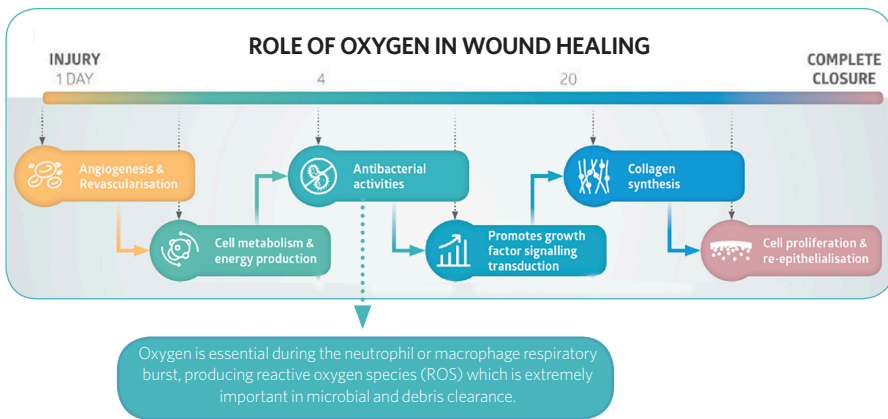 ROLE OF OXYGEN IN WOUND HEALING
INJURY
1 DAY
4
20
COMPLETE
CLOSURE
Angiogenesis &
Revascularisation
Cell metabolism &
energy production
Antibacterial
activities
Promotes growth
factor signalling
transduction
Collagen
synthesis
Cell proliferation &
re-epithelialisation
Oxygen is essential during the neutrophil or macrophage respiratory
burst, producing reactive oxygen species (ROS) which is extremely
important in microbial and debris clearance.